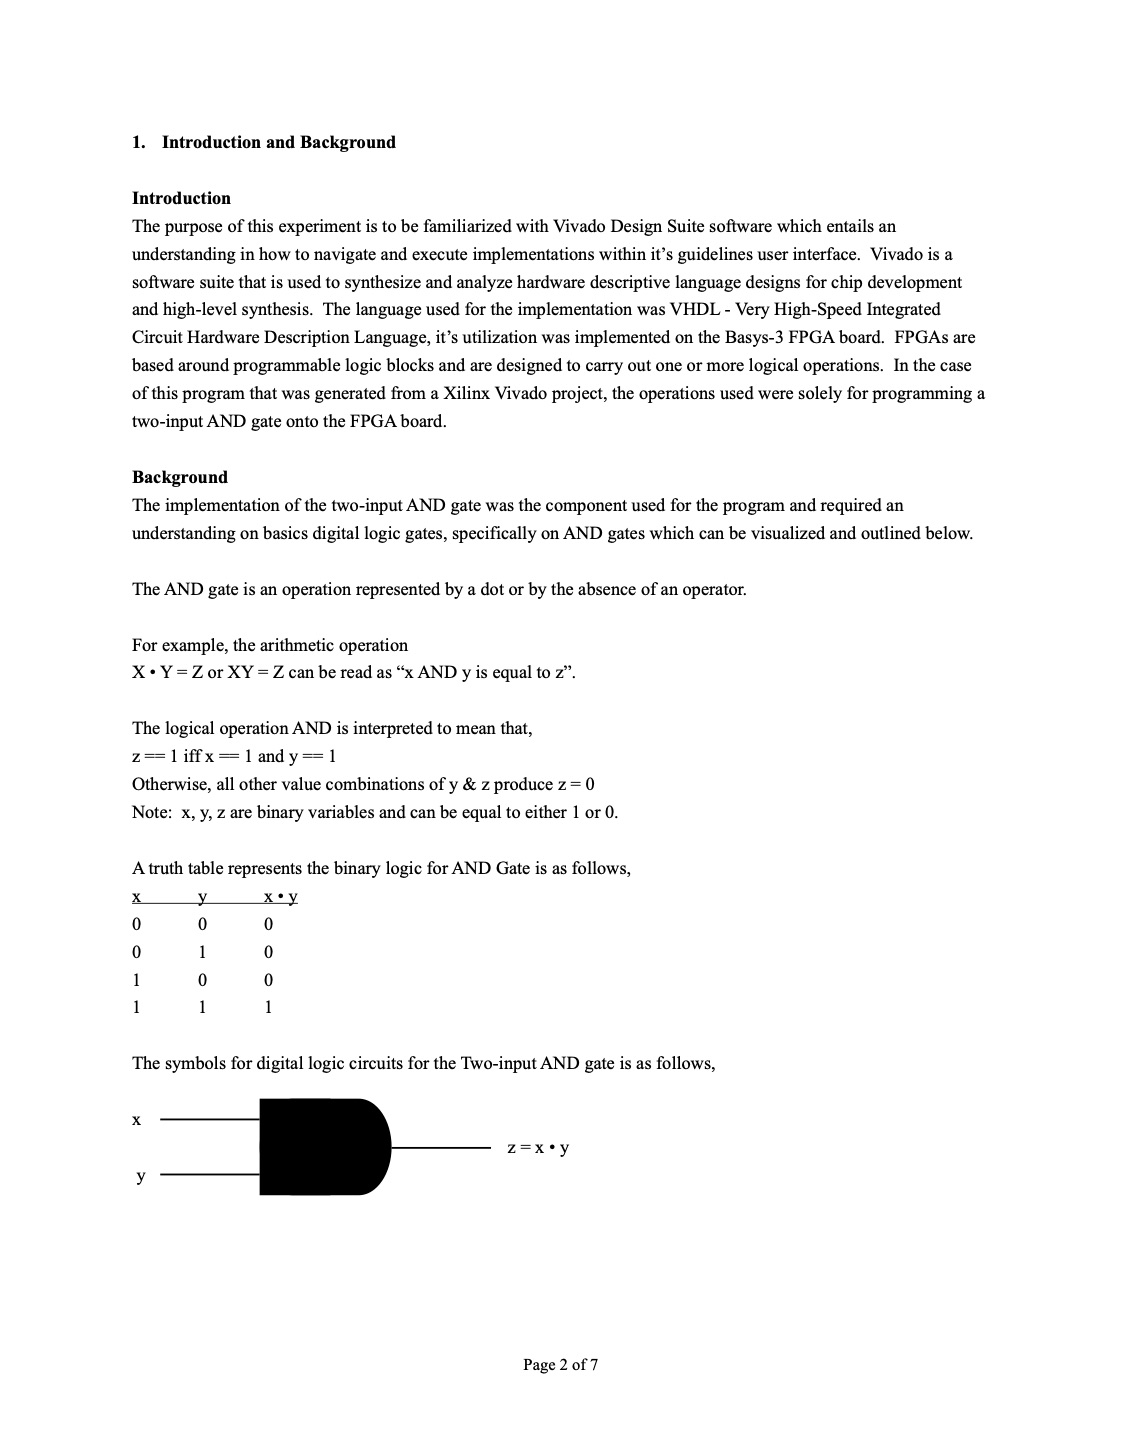 1. Introduction and Background
Introduction
The purpose of this experiment is to be familiarized with Vivado Design Suite software which entails an
understanding in how to navigate and execute implementations within it’s guidelines user interface. Vivado is a
software suite that is used to synthesize and analyze hardware descriptive language designs for chip development
and high-level synthesis. The language used for the implementation was VHDL - Very High-Speed Integrated
Circuit Hardware Description Language, it’s utilization was implemented on the Basys-3 FPGA board. FPGAs are
based around programmable logic blocks and are designed to carry out one or more logical operations. In the case
of this program that was generated from a Xilinx Vivado project, the operations used were solely for programming a
two-input AND gate onto the FPGA board.
Background
The implementation of the two-input AND gate was the component used for the program and required an
understanding on basics digital logic gates, specifically on AND gates which can be visualized and outlined below.
The AND gate is an operation represented by a dot or by the absence of an operator.
For example, the arithmetic operation
X • Y = Z or XY = Z can be read as “x AND y is equal to z”.
The logical operation AND is interpreted to mean that,
z == 1 iff x == 1 and y == 1
Otherwise, all other value combinations of y & z produce z = 0
Note: x, y, z are binary variables and can be equal to either 1 or 0.
A truth table represents the binary logic for AND Gate is as follows,
x y x • y
0 0 0
0 1 0
1 0 0
1 1 1
The symbols for digital logic circuits for the Two-input AND gate is as follows,
x
z = x • y
y
Page 2 of 7